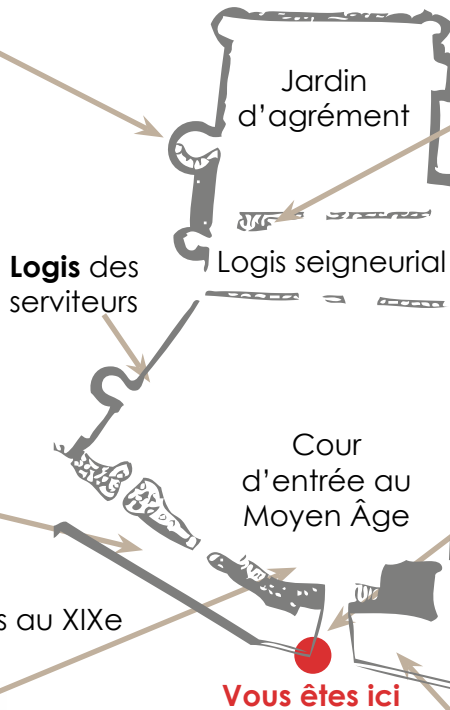 Jardin
d’agrément
Logis seigneurial
Logis des
serviteurs
Cour
d’entrée au
Moyen Âge
s au XIXe
Vous êtes ici